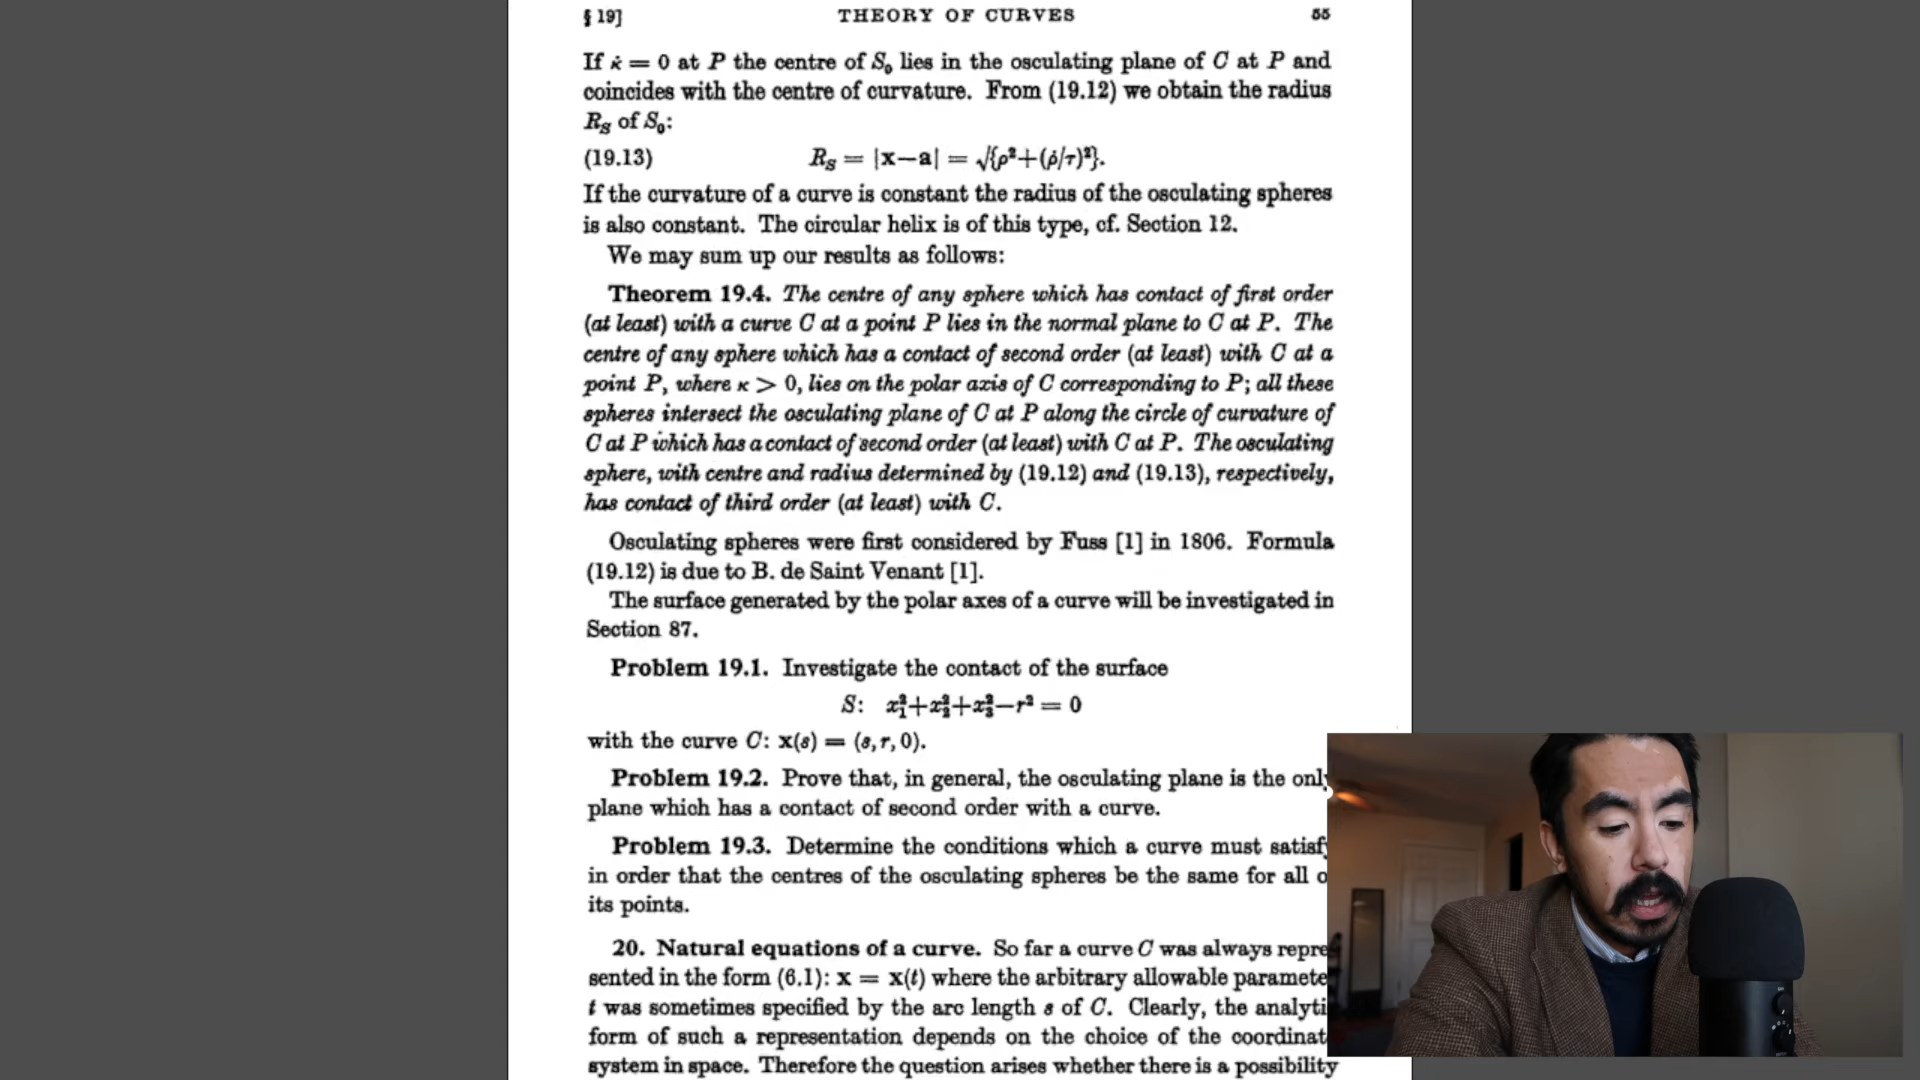 § 19] THEORY OF CURVES 55
If κ̇ = 0 at P the centre of S₀ lies in the osculating plane of C at P and
coincides with the centre of curvature. From (19.12) we obtain the radius
R_S of S₀:
(19.13) R_S = |x−a| = √{ρ²+(ρ̇/τ)²}.
If the curvature of a curve is constant the radius of the osculating spheres
is also constant. The circular helix is of this type, cf. Section 12.
We may sum up our results as follows:
Theorem 19.4. The centre of any sphere which has contact of first order
(at least) with a curve C at a point P lies in the normal plane to C at P. The
centre of any sphere which has a contact of second order (at least) with C at a
point P, where κ > 0, lies on the polar axis of C corresponding to P; all these
spheres intersect the osculating plane of C at P along the circle of curvature of
C at P which has a contact of second order (at least) with C at P. The osculating
sphere, with centre and radius determined by (19.12) and (19.13), respectively,
has contact of third order (at least) with C.
Osculating spheres were first considered by Fuss [1] in 1806. Formula
(19.12) is due to B. de Saint Venant [1].
The surface generated by the polar axes of a curve will be investigated in
Section 87.
Problem 19.1. Investigate the contact of the surface
S: x₁²+x₂²+x₃²−r² = 0
with the curve C: x(s) = (s, r, 0).
Problem 19.2. Prove that, in general, the osculating plane is the only
plane which has a contact of second order with a curve.
Problem 19.3. Determine the conditions which a curve must satisf
in order that the centres of the osculating spheres be the same for all o
its points.
20. Natural equations of a curve. So far a curve C was always repre
sented in the form (6.1): x = x(t) where the arbitrary allowable paramete
t was sometimes specified by the arc length s of C. Clearly, the analyti
form of such a representation depends on the choice of the coordinat
system in space. Therefore the question arises whether there is a possibility